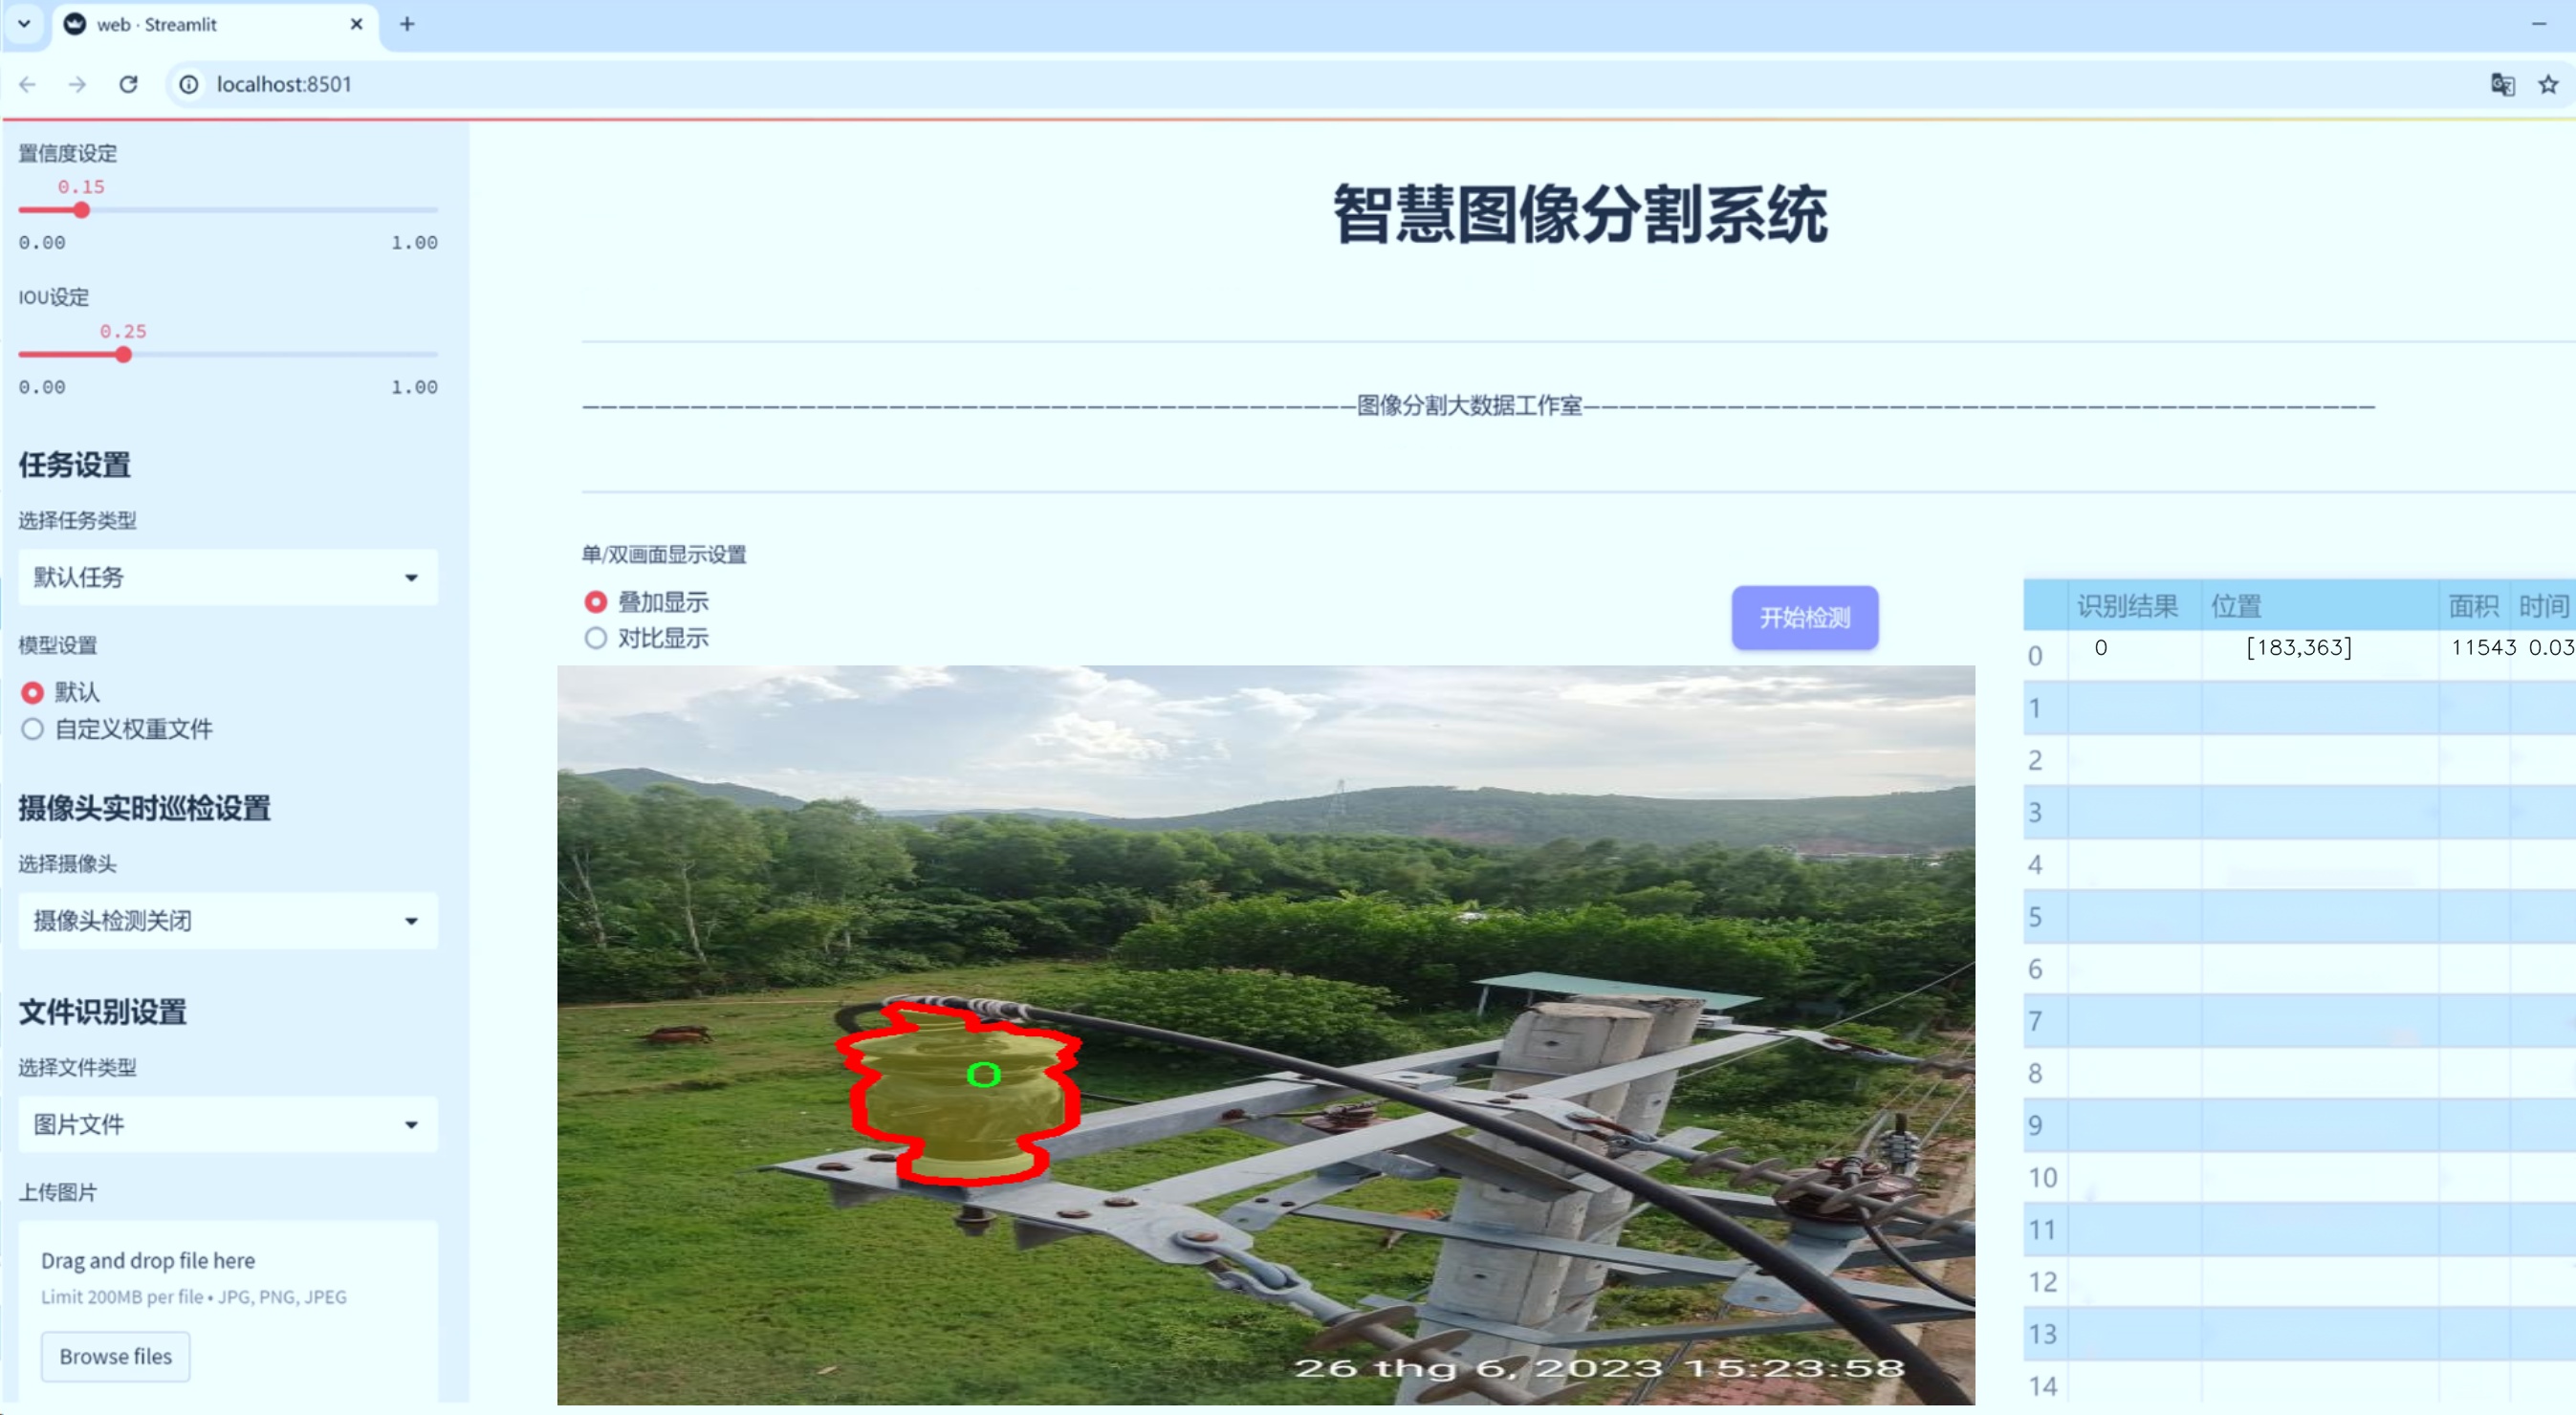 web · Streamlit
localhost:8501
置信度设定
0.15
0.00 1.00
IOU设定
0.25
0.00 1.00
任务设置
选择任务类型
默认任务
模型设置
默认
自定义权重文件
摄像头实时巡检设置
选择摄像头
摄像头检测关闭
文件识别设置
选择文件类型
图片文件
上传图片
Drag and drop file here
Limit 200MB per file • JPG, PNG, JPEG
Browse files
智慧图像分割系统
图像分割大数据工作室
单/双画面显示设置
叠加显示
对比显示
开始检测
26 thg 6, 2023 15:23:58
识别结果 位置 面积 时间
0 0 [183,363] 11543 0.03
1
2
3
4
5
6
7
8
9
10
11
12
13
14